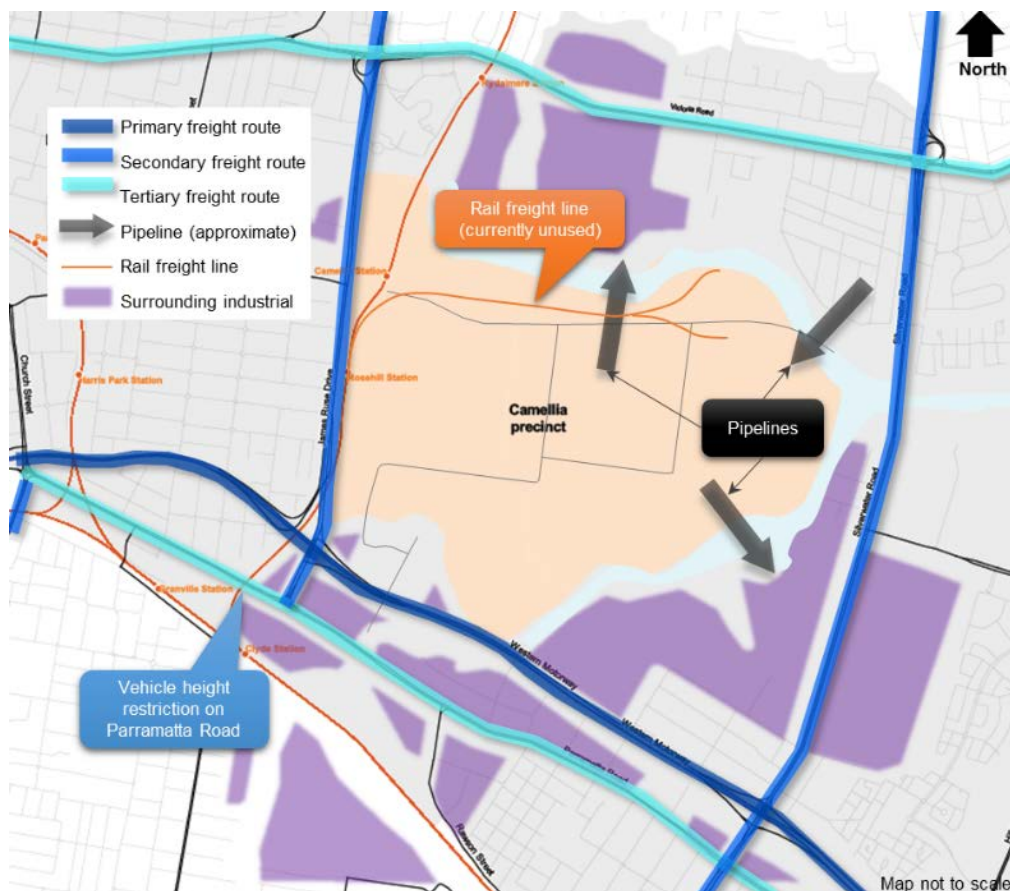 North
Primary freight route
Secondary freight route
Tertiary freight route
Pipeline (approximate)
Rail freight line
Surrounding industrial
Victoria Road
Rail freight line
(currently unused)
Station
Silverwater Road
Church Street
Harris Park Station
James Ruse Drive
Rosehill Station
Camellia
precinct
Pipelines
Silverwater Road
Granville Station
Clyde Station
Western Motorway
Vehicle height
restriction on
Parramatta Road
Western Motorway
Parramatta Road
Rawson Street
Map not to scale